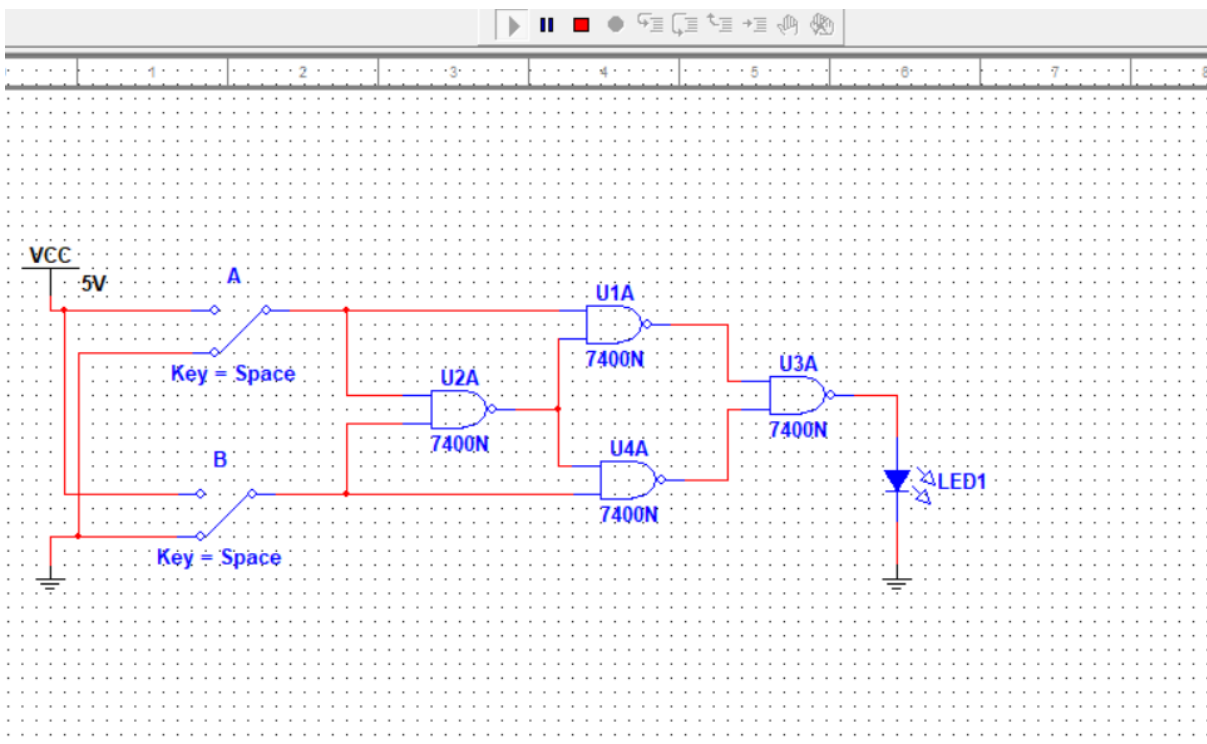 1 2 3 4 5 6 7 8
VCC
5V
A
U1A
7400N
Key = Space
U3A
U2A
7400N
7400N
B
U4A
LED1
7400N
Key = Space